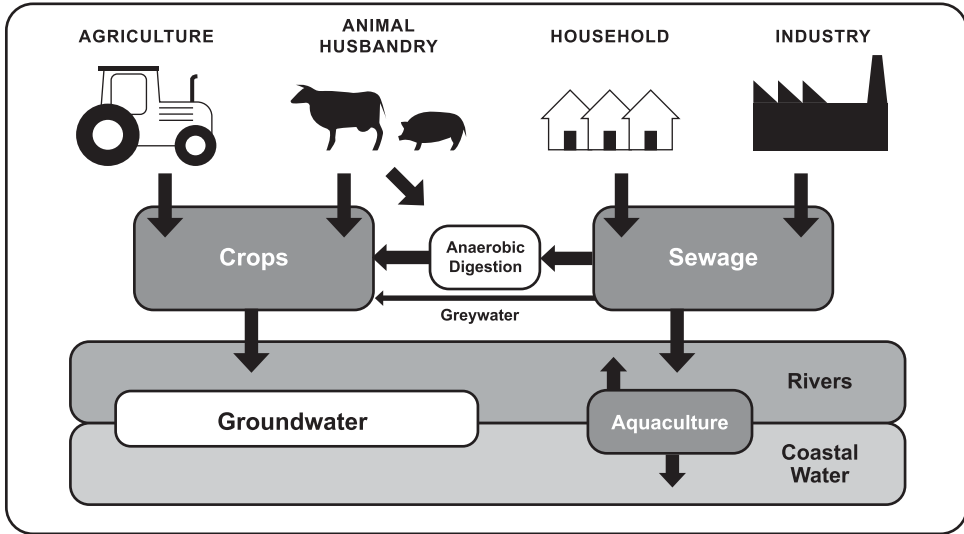 AGRICULTURE
ANIMAL
HUSBANDRY
HOUSEHOLD
INDUSTRY
Crops
Anaerobic
Digestion
Sewage
Greywater
Rivers
Groundwater
Aquaculture
Coastal
Water